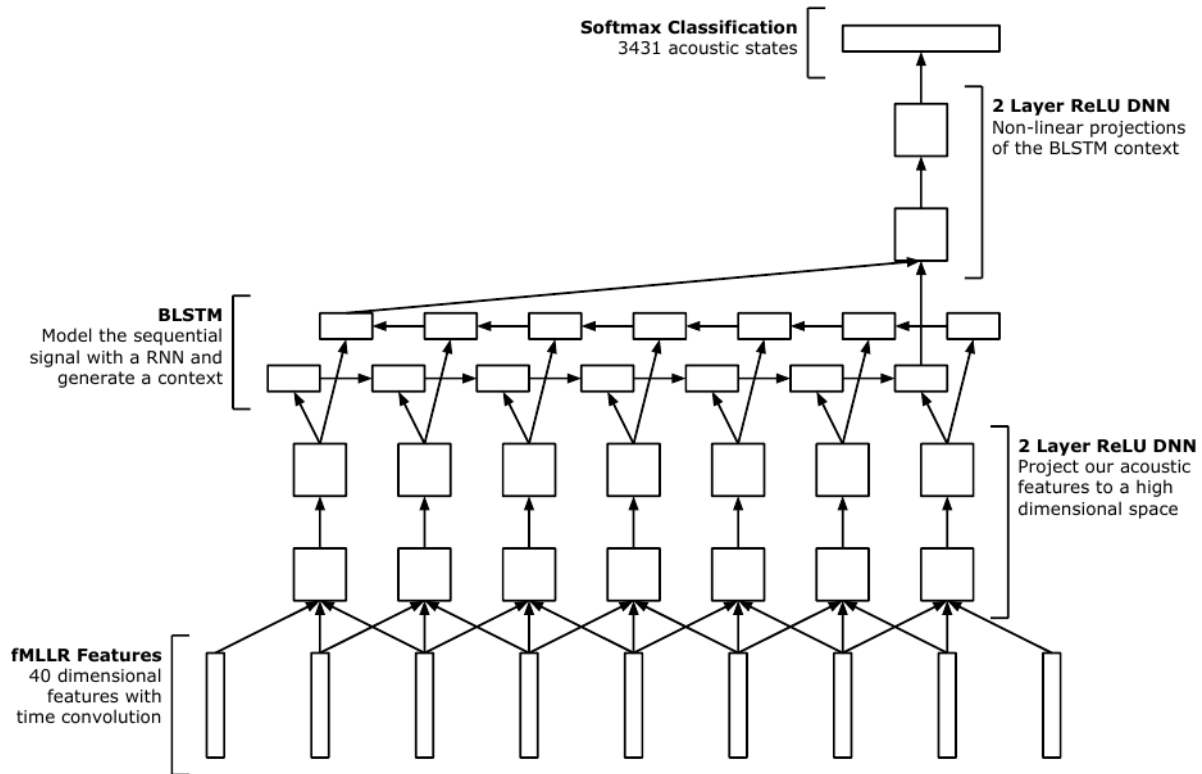 Softmax Classification
3431 acoustic states
2 Layer ReLU DNN
Non-linear projections
of the BLSTM context
BLSTM
Model the sequential
signal with a RNN and
generate a context
2 Layer ReLU DNN
Project our acoustic
features to a high
dimensional space
fMLLR Features
40 dimensional
features with
time convolution